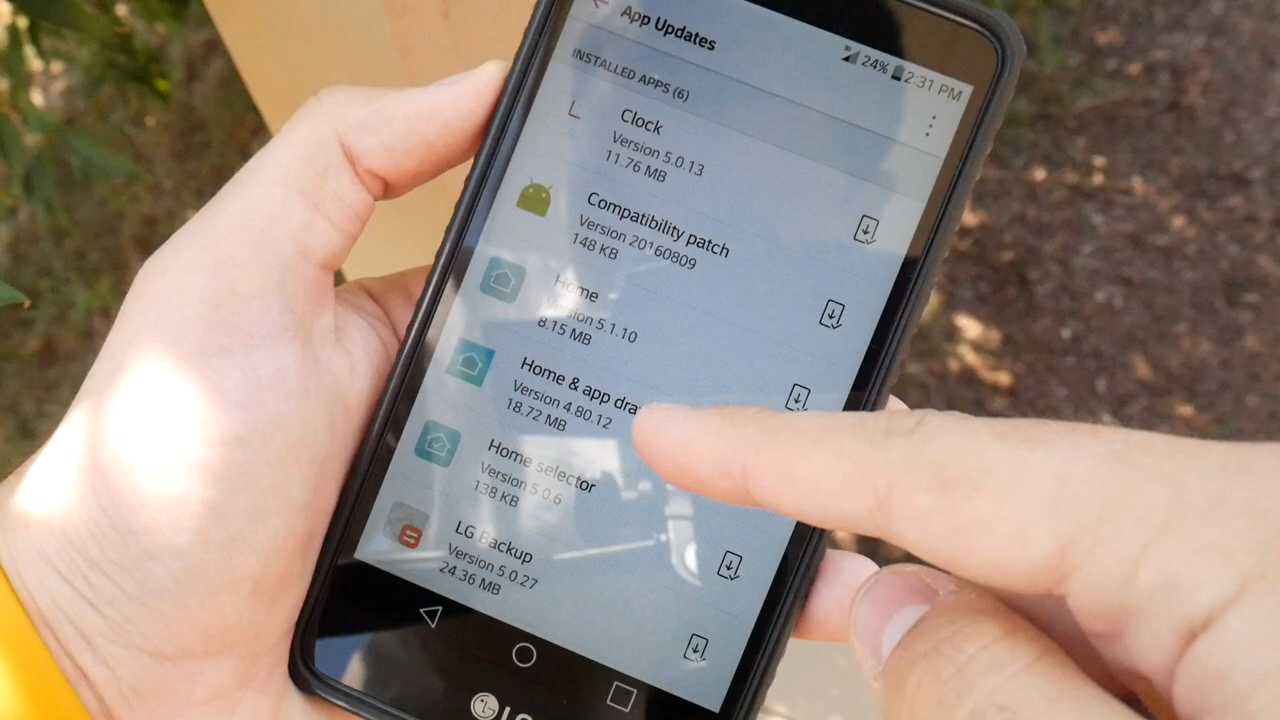 App Updates
24% 2:31 PM
INSTALLED APPS (6)
Clock
Version 5.0.13
11.76 MB
Compatibility patch
Version 20160809
148 KB
Home
Version 5.1.10
8.15 MB
Home & app dra
Version 4.80.12
18.72 MB
Home selector
Version 5.0.6
138 KB
LG Backup
Version 5.0.27
24.36 MB
LG